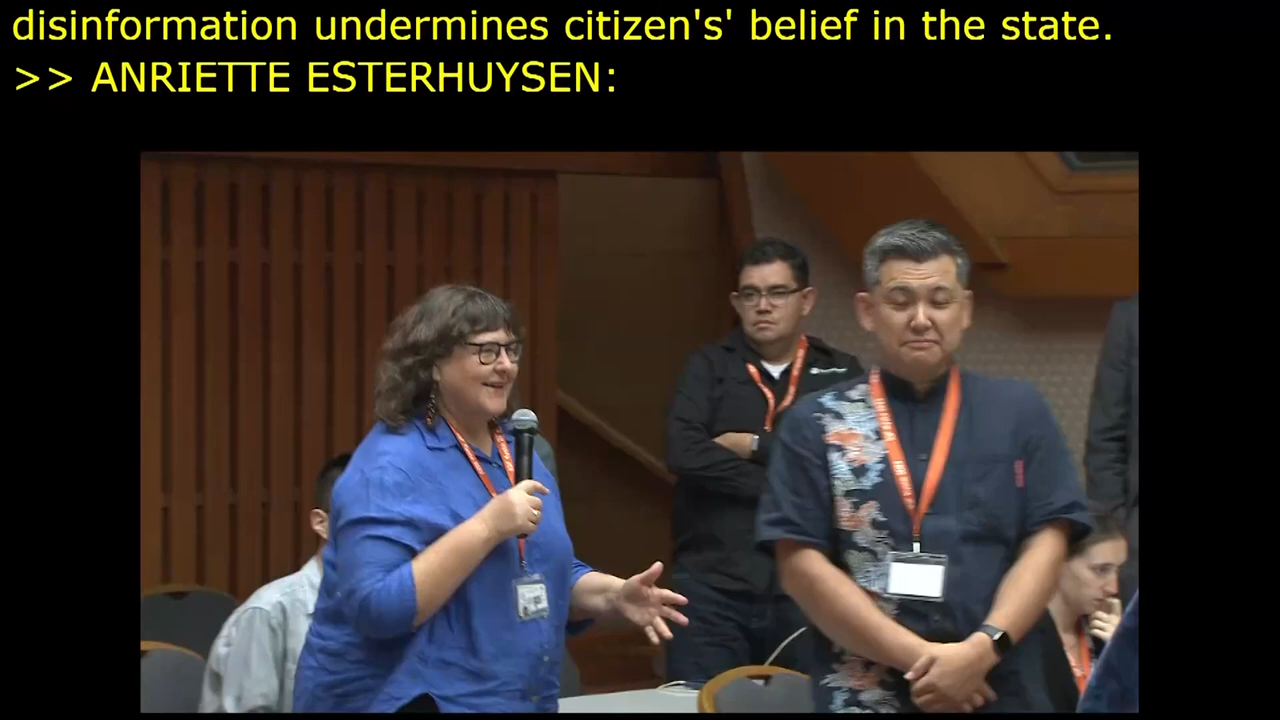 disinformation undermines citizen's' belief in the state.
>> ANRIETTE ESTERHUYSEN: